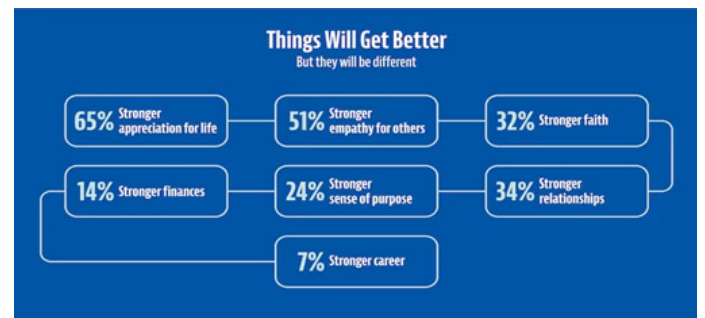 Things Will Get Better
But they will be different
65% Stronger
appreciation for life
51% Stronger
empathy for others
32% Stronger faith
14% Stronger finances
24% Stronger
sense of purpose
34% Stronger
relationships
7% Stronger career